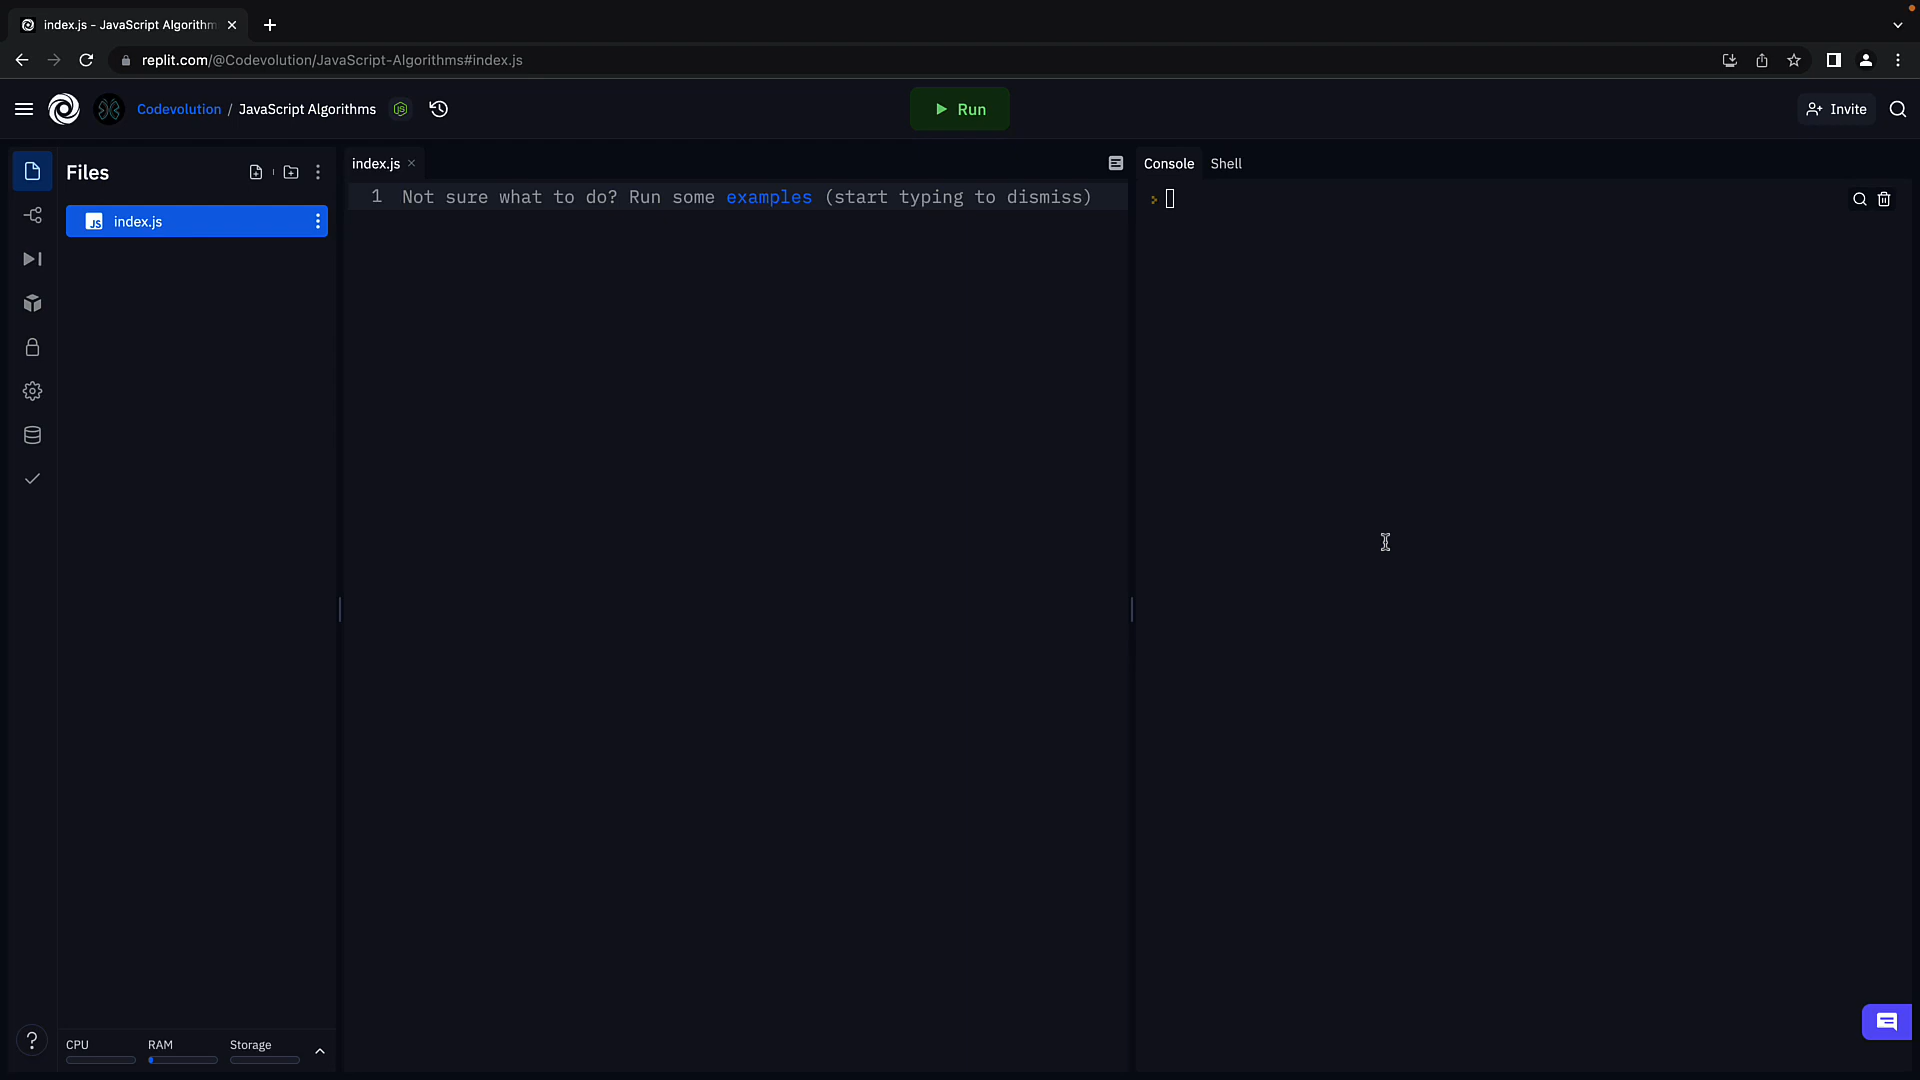 index.js - JavaScript Algorithm
replit.com/@Codevolution/JavaScript-Algorithms#index.js
Codevolution / JavaScript Algorithms
Run
Invite
Files
index.js
Console
Shell
JS index.js
1 Not sure what to do? Run some examples (start typing to dismiss)
?
CPU
RAM
Storage